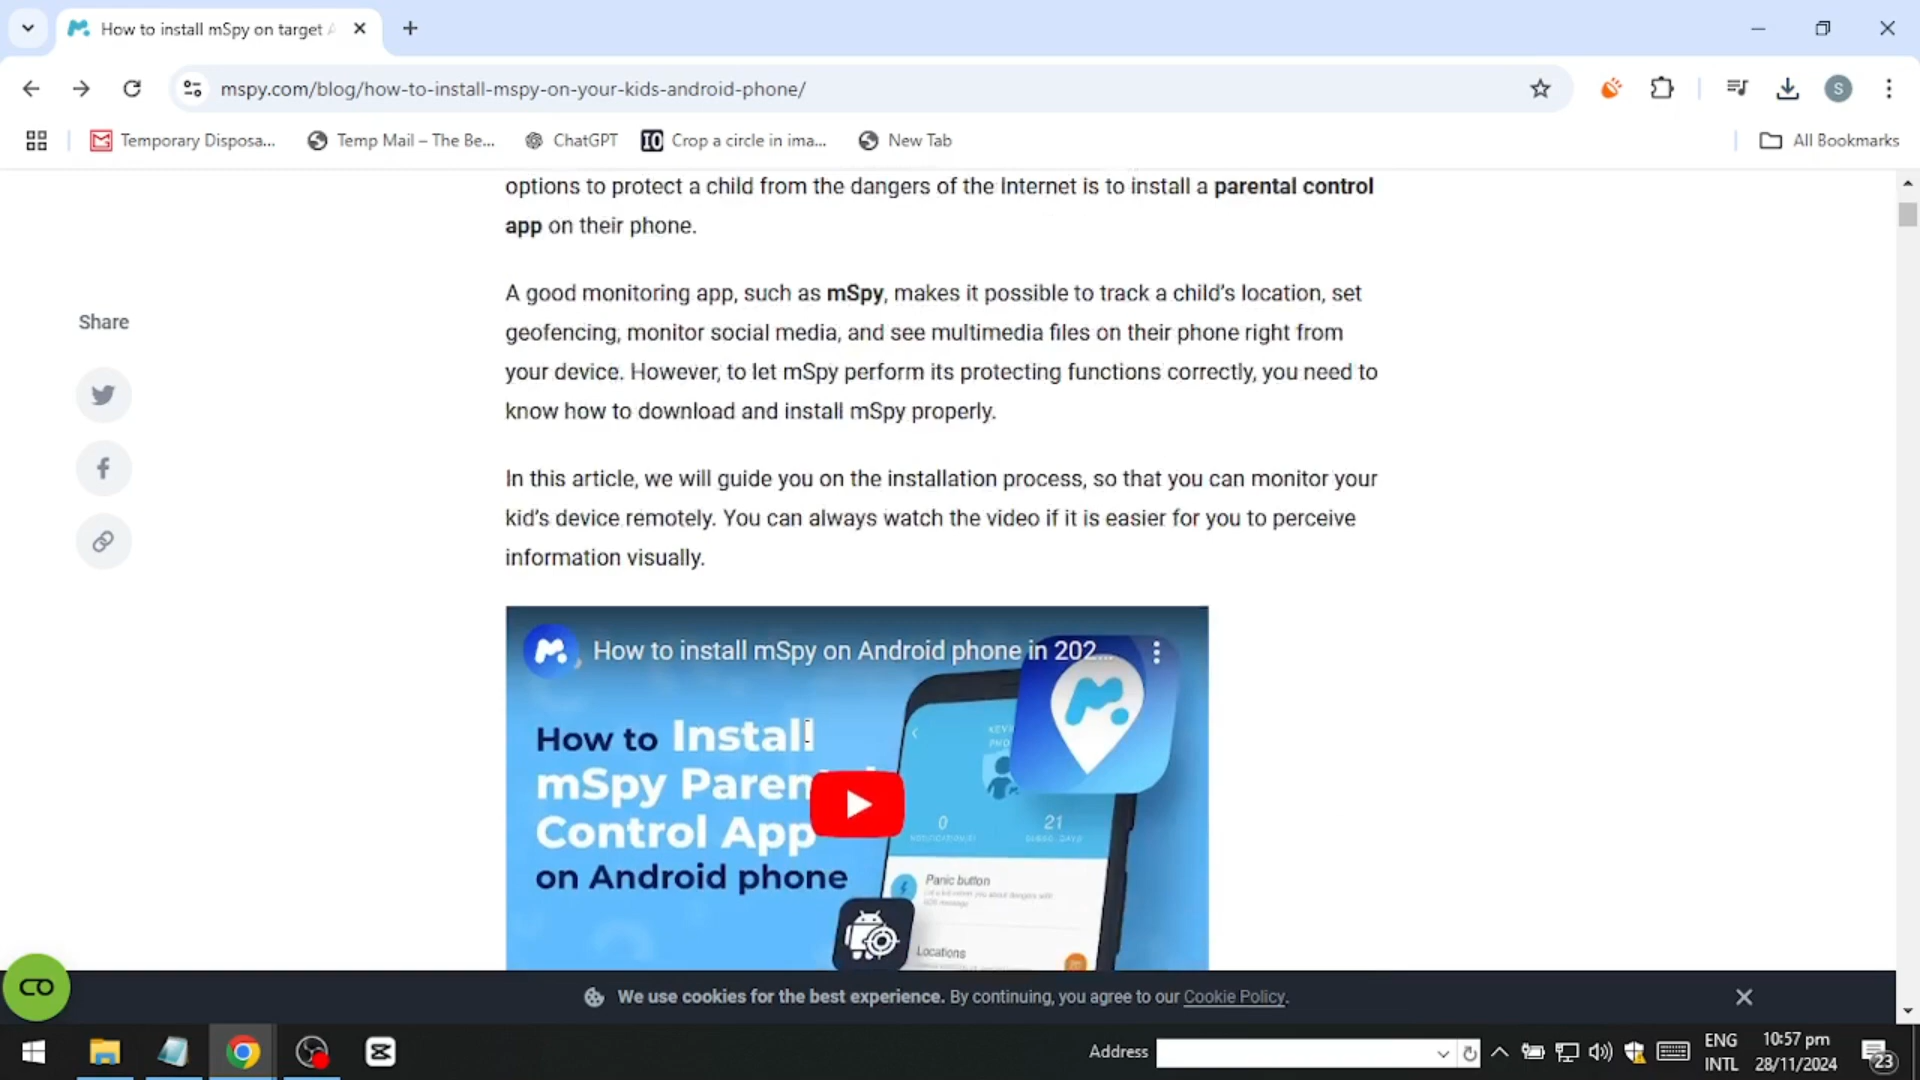 How to install mSpy on target
mspy.com/blog/how-to-install-mspy-on-your-kids-android-phone/
S
Temporary Disposa...
Temp Mail – The Be...
ChatGPT
IO
Crop a circle in ima...
New Tab
All Bookmarks
options to protect a child from the dangers of the Internet is to install a parental control
app on their phone.
A good monitoring app, such as mSpy, makes it possible to track a child's location, set
geofencing, monitor social media, and see multimedia files on their phone right from
your device. However, to let mSpy perform its protecting functions correctly, you need to
know how to download and install mSpy properly.
Share
In this article, we will guide you on the installation process, so that you can monitor your
kid's device remotely. You can always watch the video if it is easier for you to perceive
information visually.
How to install mSpy on Android phone in 202...
How to Install
mSpy Paren
Control App
on Android phone
0
21
Panic button
Locations
We use cookies for the best experience. By continuing, you agree to our Cookie Policy.
Address
ENG
INTL
10:57 pm
28/11/2024
23